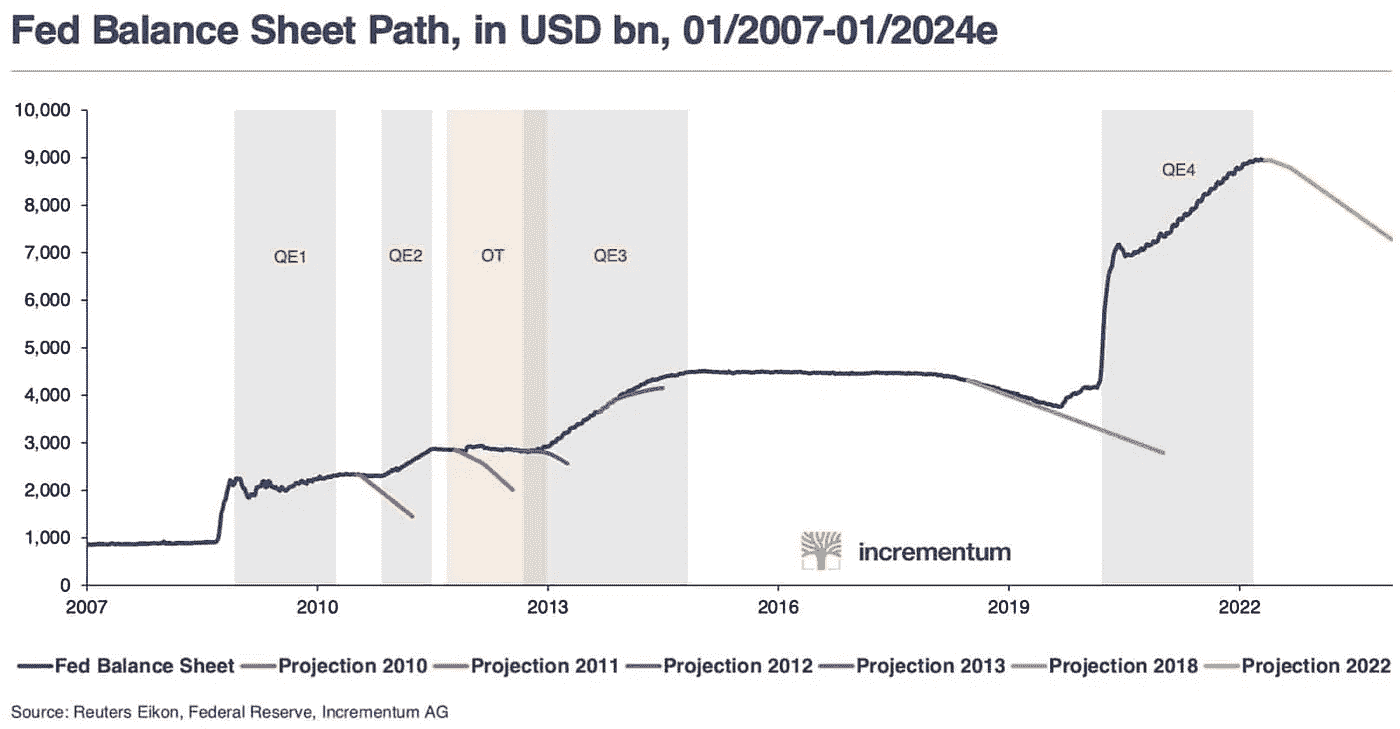 Fed Balance Sheet Path, in USD bn, 01/2007-01/2024e
10,000
9,000
8,000
7,000
6,000
5,000
4,000
3,000
2,000
1,000
0
QE1
QE2
OT
QE3
QE4
incrementum
2007
2010
2013
2016
2019
2022
Fed Balance Sheet Projection 2010 Projection 2011 Projection 2012 Projection 2013 Projection 2018 Projection 2022
Source: Reuters Eikon, Federal Reserve, Incrementum AG